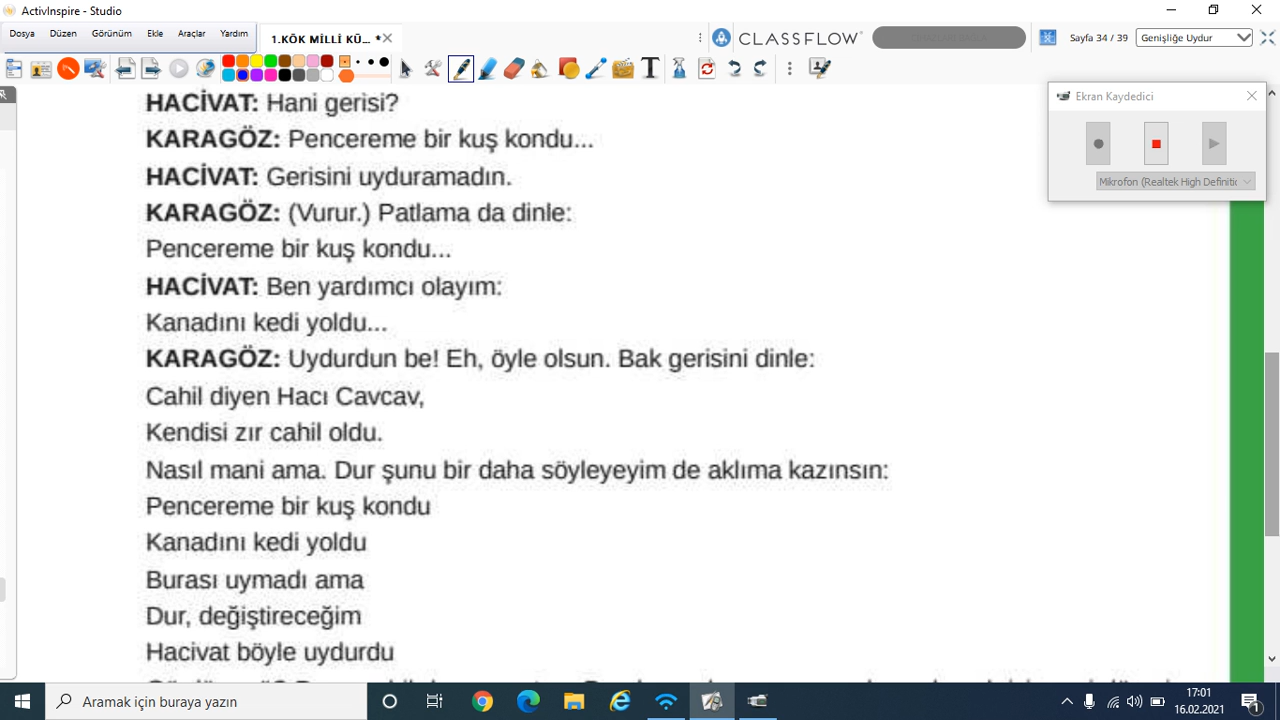 ActivInspire - Studio
Dosya Düzen Görünüm Ekle Araçlar Yardım
1.KÖK MİLLİ KÜ... *
CLASSFLOW
Sayfa 34 / 39
Genişliğe Uydur
Ekran Kaydedici
Mikrofon (Realtek High Definitic
HACİVAT: Hani gerisi?
KARAGÖZ: Pencereme bir kuş kondu...
HACİVAT: Gerisini uyduramadın.
KARAGÖZ: (Vurur.) Patlama da dinle:
Pencereme bir kuş kondu...
HACİVAT: Ben yardımcı olayım:
Kanadını kedi yoldu...
KARAGÖZ: Uydurdun be! Eh, öyle olsun. Bak gerisini dinle:
Cahil diyen Hacı Cavcav,
Kendisi zır cahil oldu.
Nasıl mani ama. Dur şunu bir daha söyleyeyim de aklıma kazınsın:
Pencereme bir kuş kondu
Kanadını kedi yoldu
Burası uymadı ama
Dur, değiştireceğim
Hacivat böyle uydurdu
Aramak için buraya yazın
17:01
16.02.2021
1